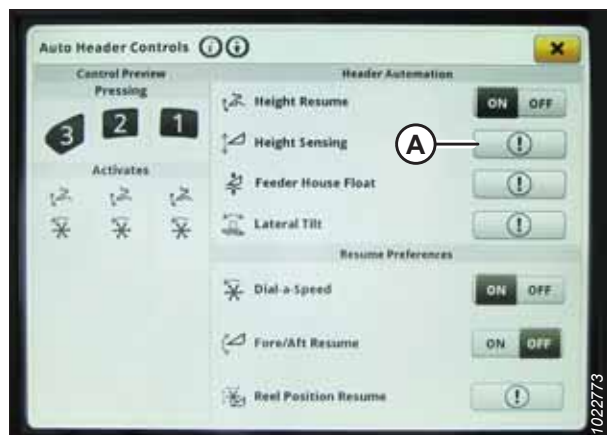 Auto Header Controls
Control Preview
Pressing
3 2 1
Activates
Header Automation
Height Resume ON OFF
Height Sensing A !
Feeder House Float !
Lateral Tilt !
Resume Preferences
Dial-a-Speed ON OFF
Fore/Aft Resume ON OFF
Reel Position Resume !
1022773